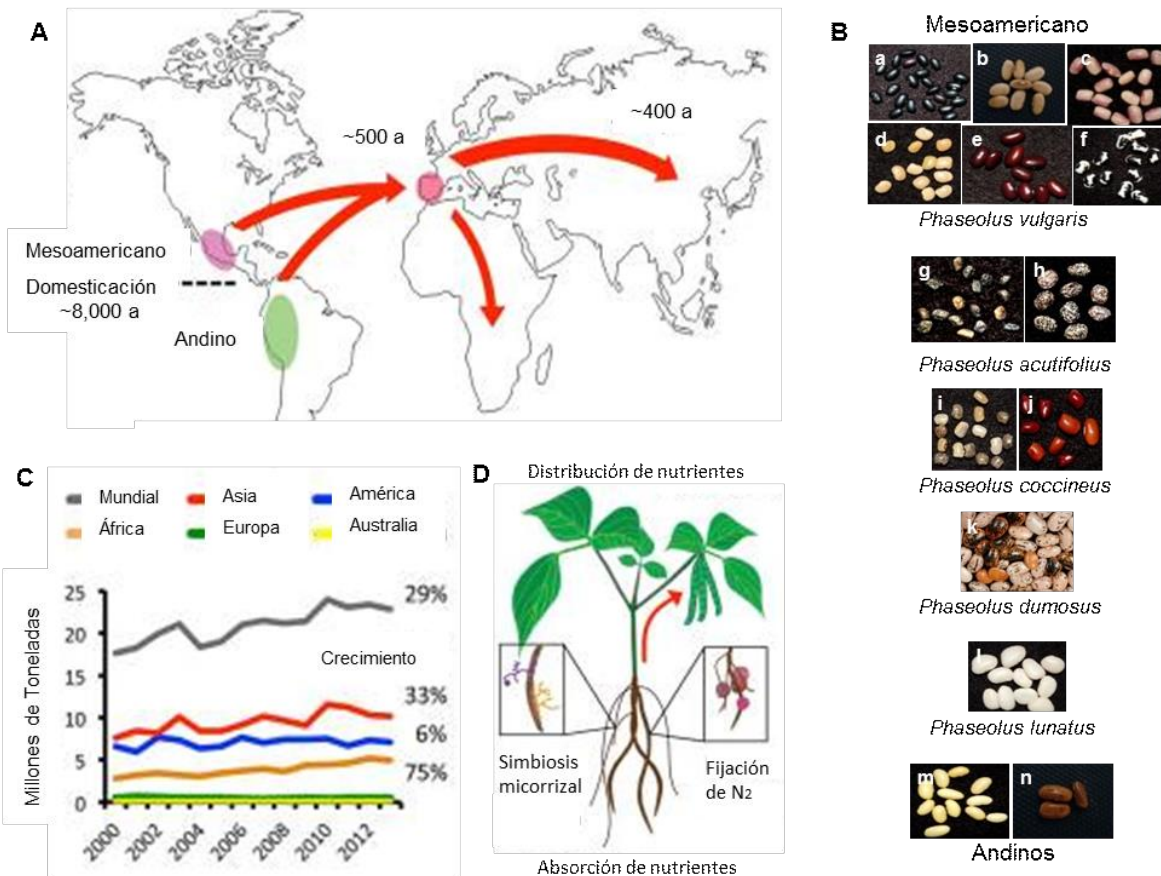 A
~500 a
~400 a
Mesoamericano
Domesticación
~8,000 a
Andino
B
Mesoamericano
a
b
c
d
e
f
Phaseolus vulgaris
g
h
Phaseolus acutifolius
i
j
Phaseolus coccineus
k
Phaseolus dumosus
l
Phaseolus lunatus
m
n
Andinos
C
Mundial
Asia
América
África
Europa
Australia
Millones de Toneladas
25
20
15
10
5
0
29%
Crecimiento
33%
6%
75%
2000
2002
2004
2006
2008
2010
2012
D
Distribución de nutrientes
Simbiosis
micorrizal
Fijación
de N2
Absorción de nutrientes